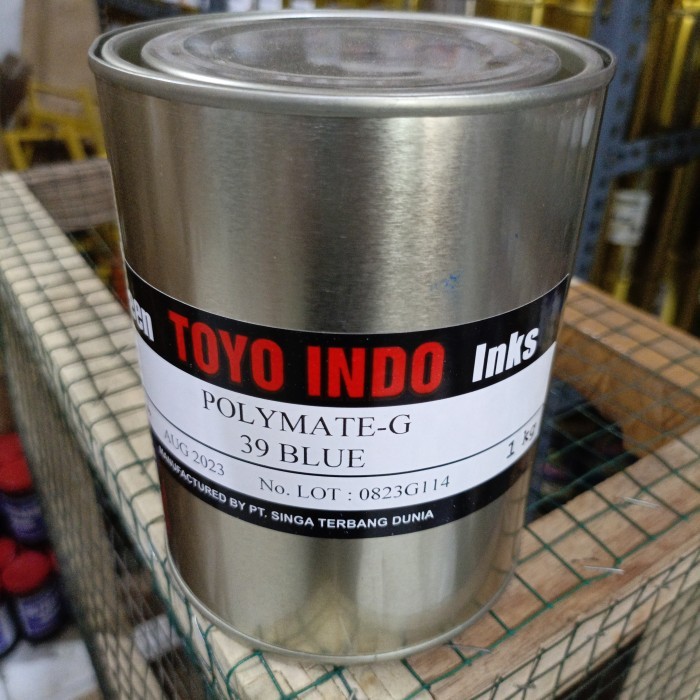 TOYO INDO Inks
POLYMATE-G
39 BLUE
1 kg
AUG 2023
No. LOT : 0823G114
MANUFACTURED BY PT. SINGA TERBANG DUNIA